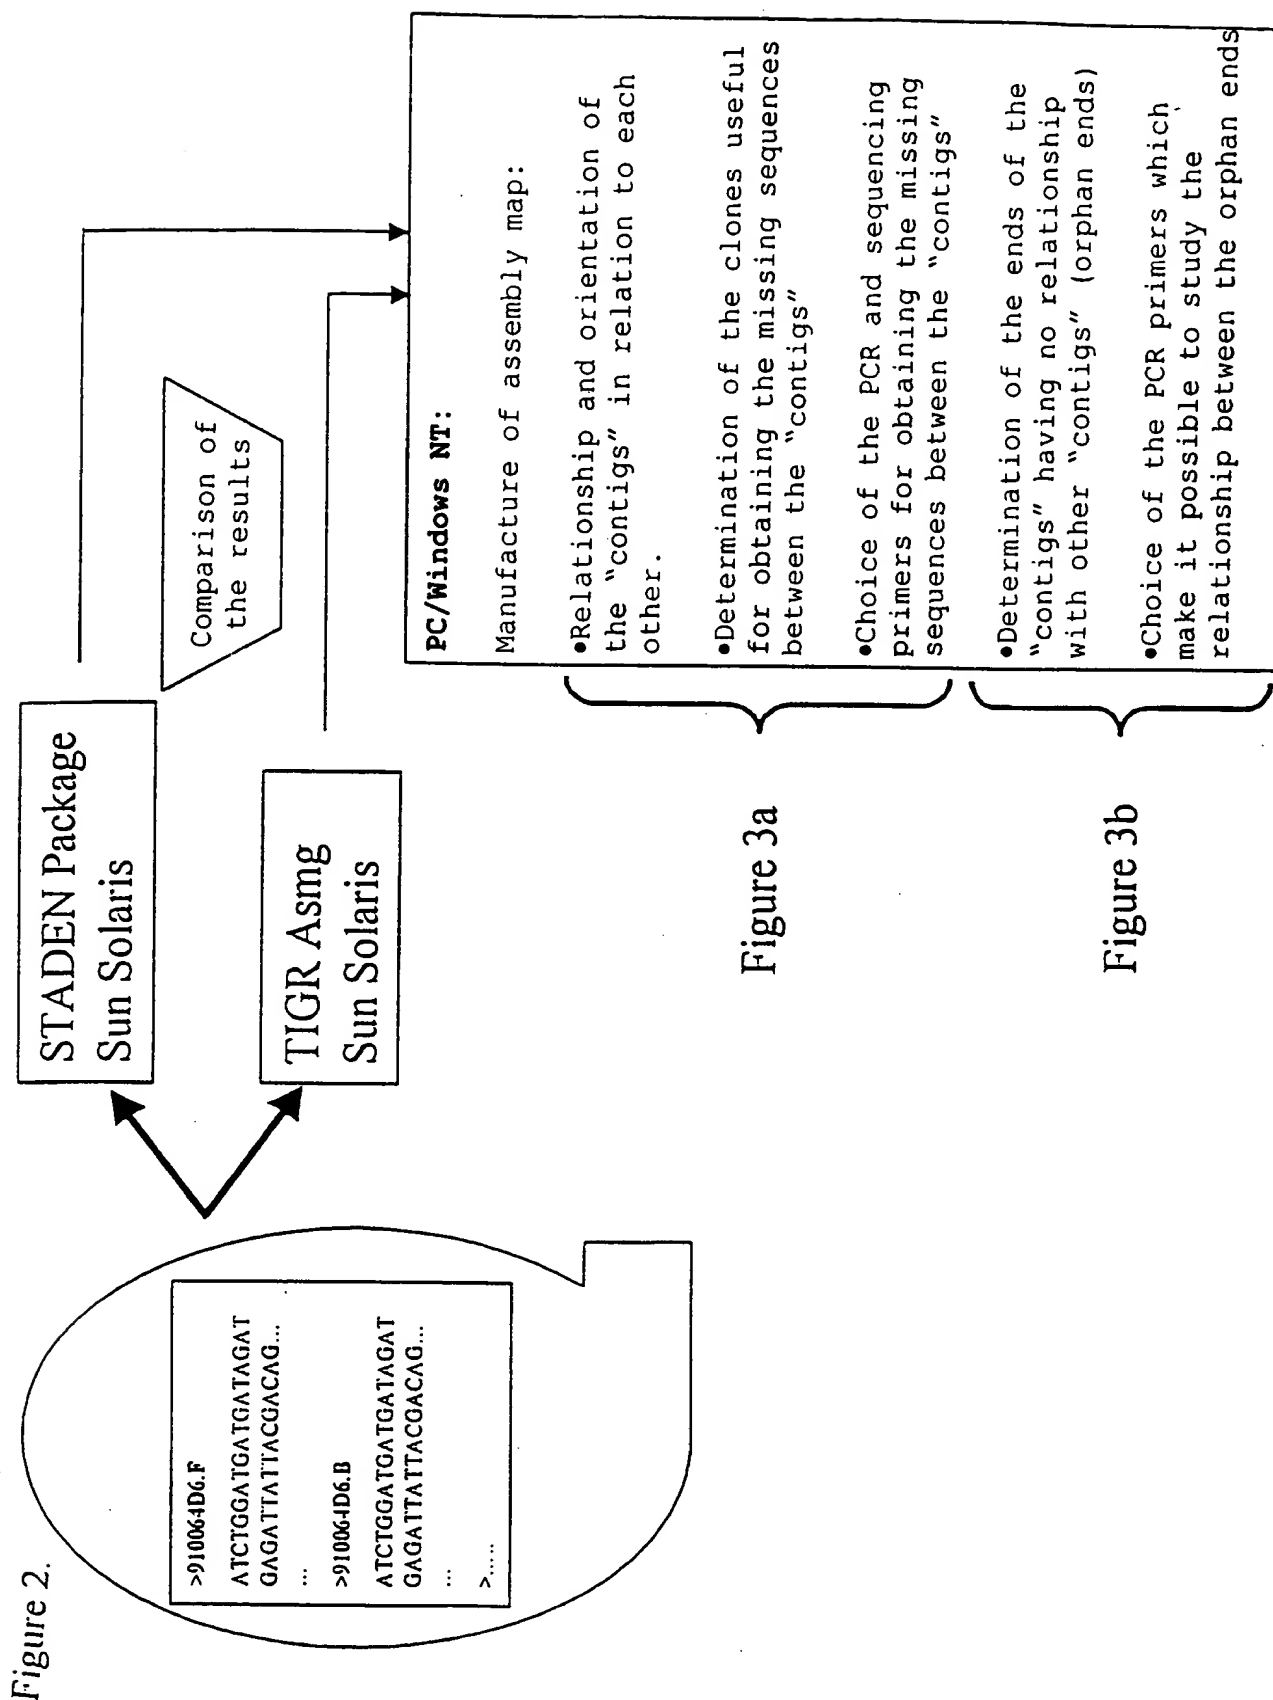 Figure 2.
>910064D6.F
ATCTGGATGATGATAGAT
GAGATTATTACGACAG...
...
>910064D6.B
ATCTGGATGATGATAGAT
GAGATTATTACGACAG...
...
>.....
STADEN Package
Sun Solaris
TIGR Asmg
Sun Solaris
Comparison of
the results
PC/Windows NT:
Manufacture of assembly map:
•Relationship and orientation of
the "contigs" in relation to each
other.
•Determination of the clones useful
for obtaining the missing sequences
between the "contigs"
•Choice of the PCR and sequencing
primers for obtaining the missing
sequences between the "contigs"
•Determination of the ends of the
"contigs" having no relationship
with other "contigs" (orphan ends)
•Choice of the PCR primers which
make it possible to study the
relationship between the orphan ends
Figure 3a
Figure 3b